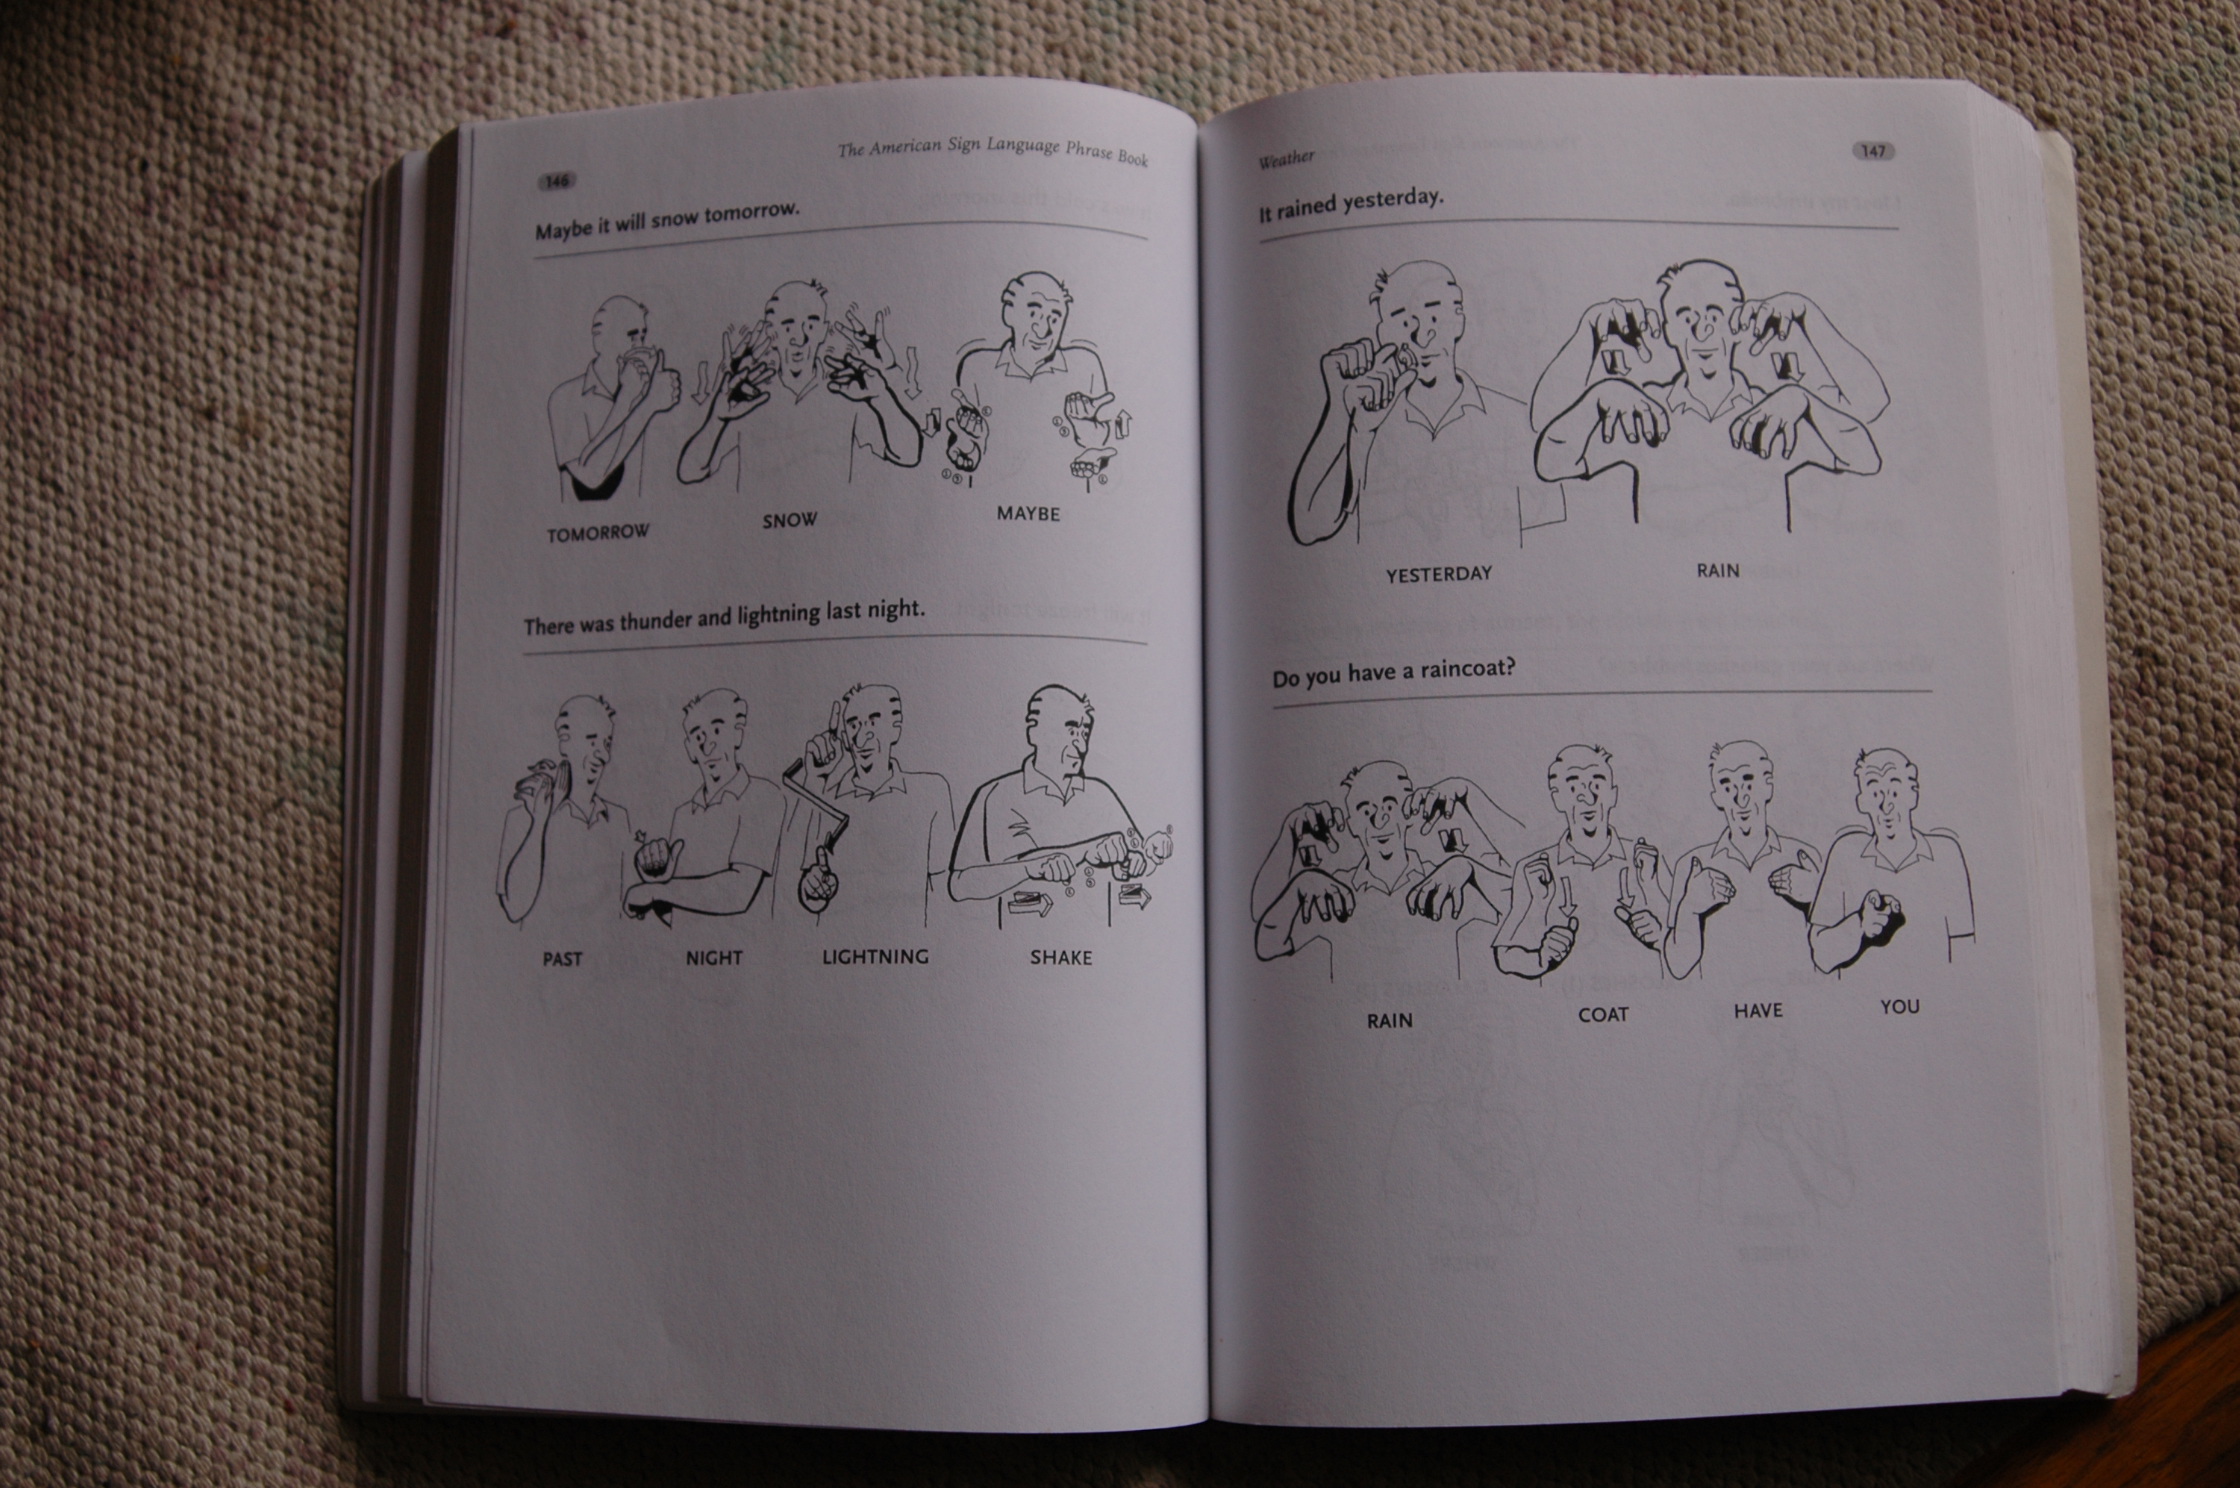 146
The American Sign Language Phrase Book
Maybe it will snow tomorrow.
TOMORROW SNOW MAYBE
There was thunder and lightning last night.
PAST NIGHT LIGHTNING SHAKE
Weather 147
It rained yesterday.
YESTERDAY RAIN
Do you have a raincoat?
RAIN COAT HAVE YOU